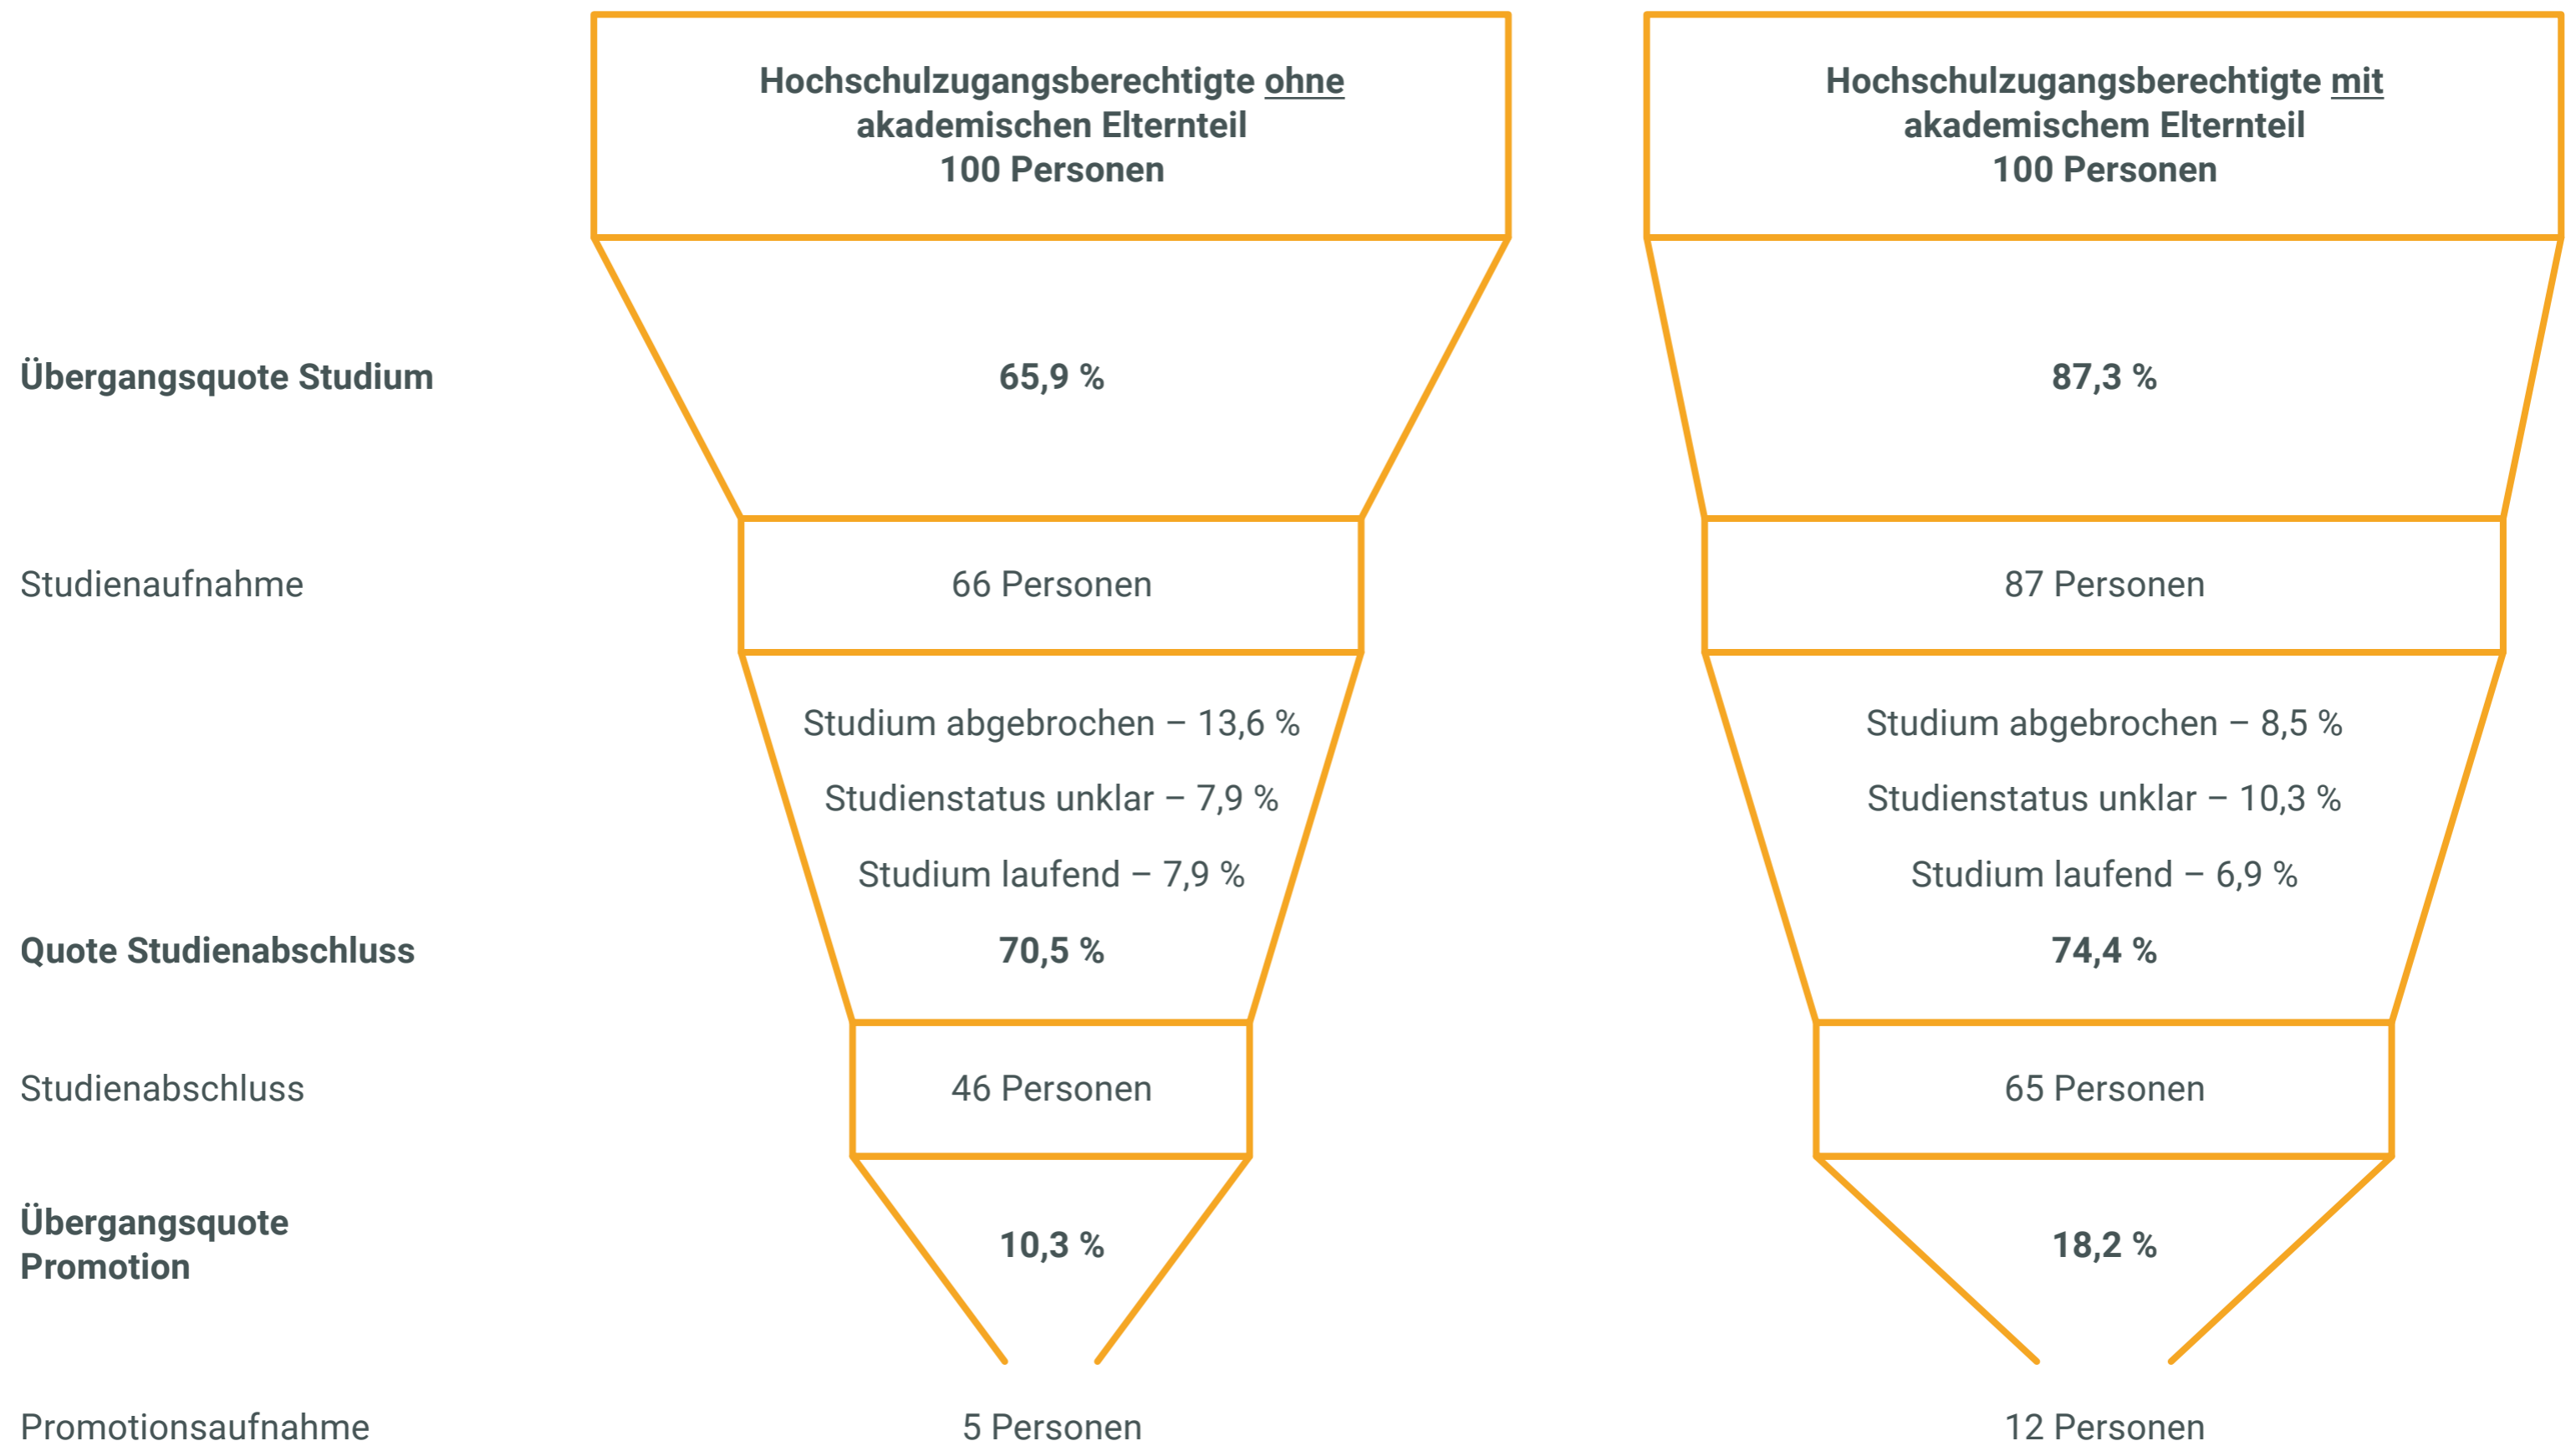 Hochschulzugangsberechtigte ohne
akademischen Elternteil
100 Personen
Hochschulzugangsberechtigte mit
akademischem Elternteil
100 Personen
Übergangsquote Studium
65,9 %
87,3 %
Studienaufnahme
66 Personen
87 Personen
Studium abgebrochen – 13,6 %
Studium abgebrochen – 8,5 %
Studienstatus unklar – 7,9 %
Studienstatus unklar – 10,3 %
Studium laufend – 7,9 %
Studium laufend – 6,9 %
Quote Studienabschluss
70,5 %
74,4 %
Studienabschluss
46 Personen
65 Personen
Übergangsquote
Promotion
10,3 %
18,2 %
Promotionsaufnahme
5 Personen
12 Personen